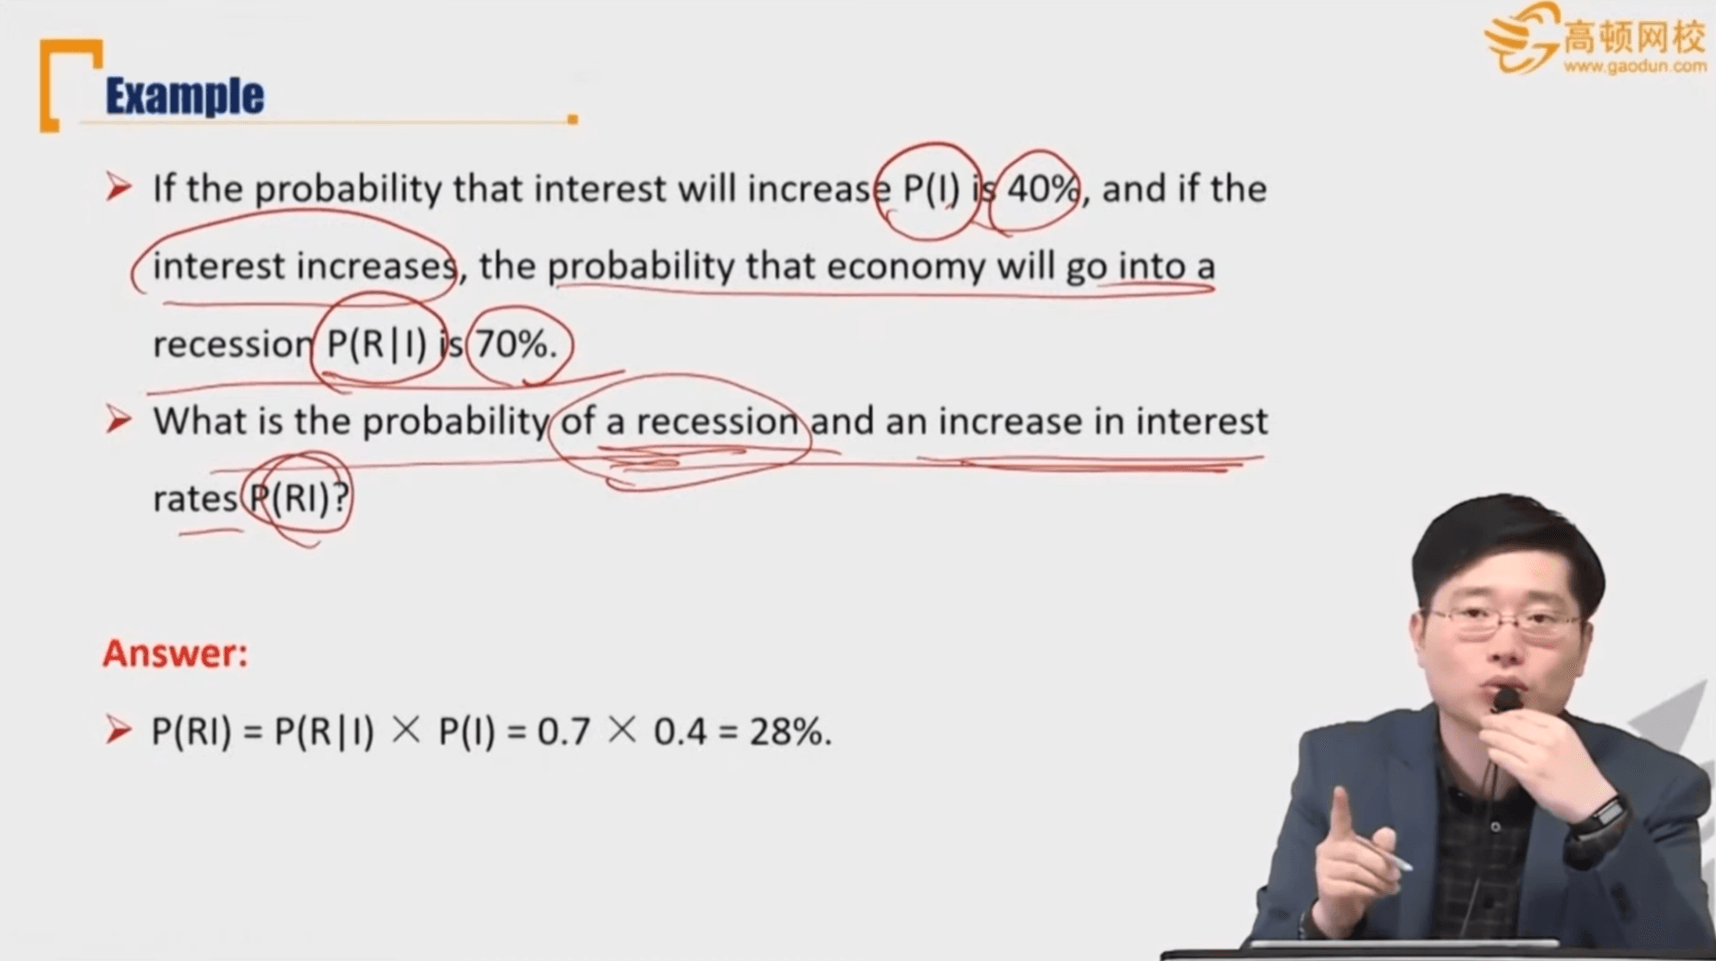 高顿网校
www.gaodun.com
Example
If the probability that interest will increase P(I) is 40%, and if the
interest increases, the probability that economy will go into a
recession P(R|I) is 70%.
What is the probability of a recession and an increase in interest
rates P(RI)?
Answer:
P(RI) = P(R|I) × P(I) = 0.7 × 0.4 = 28%.